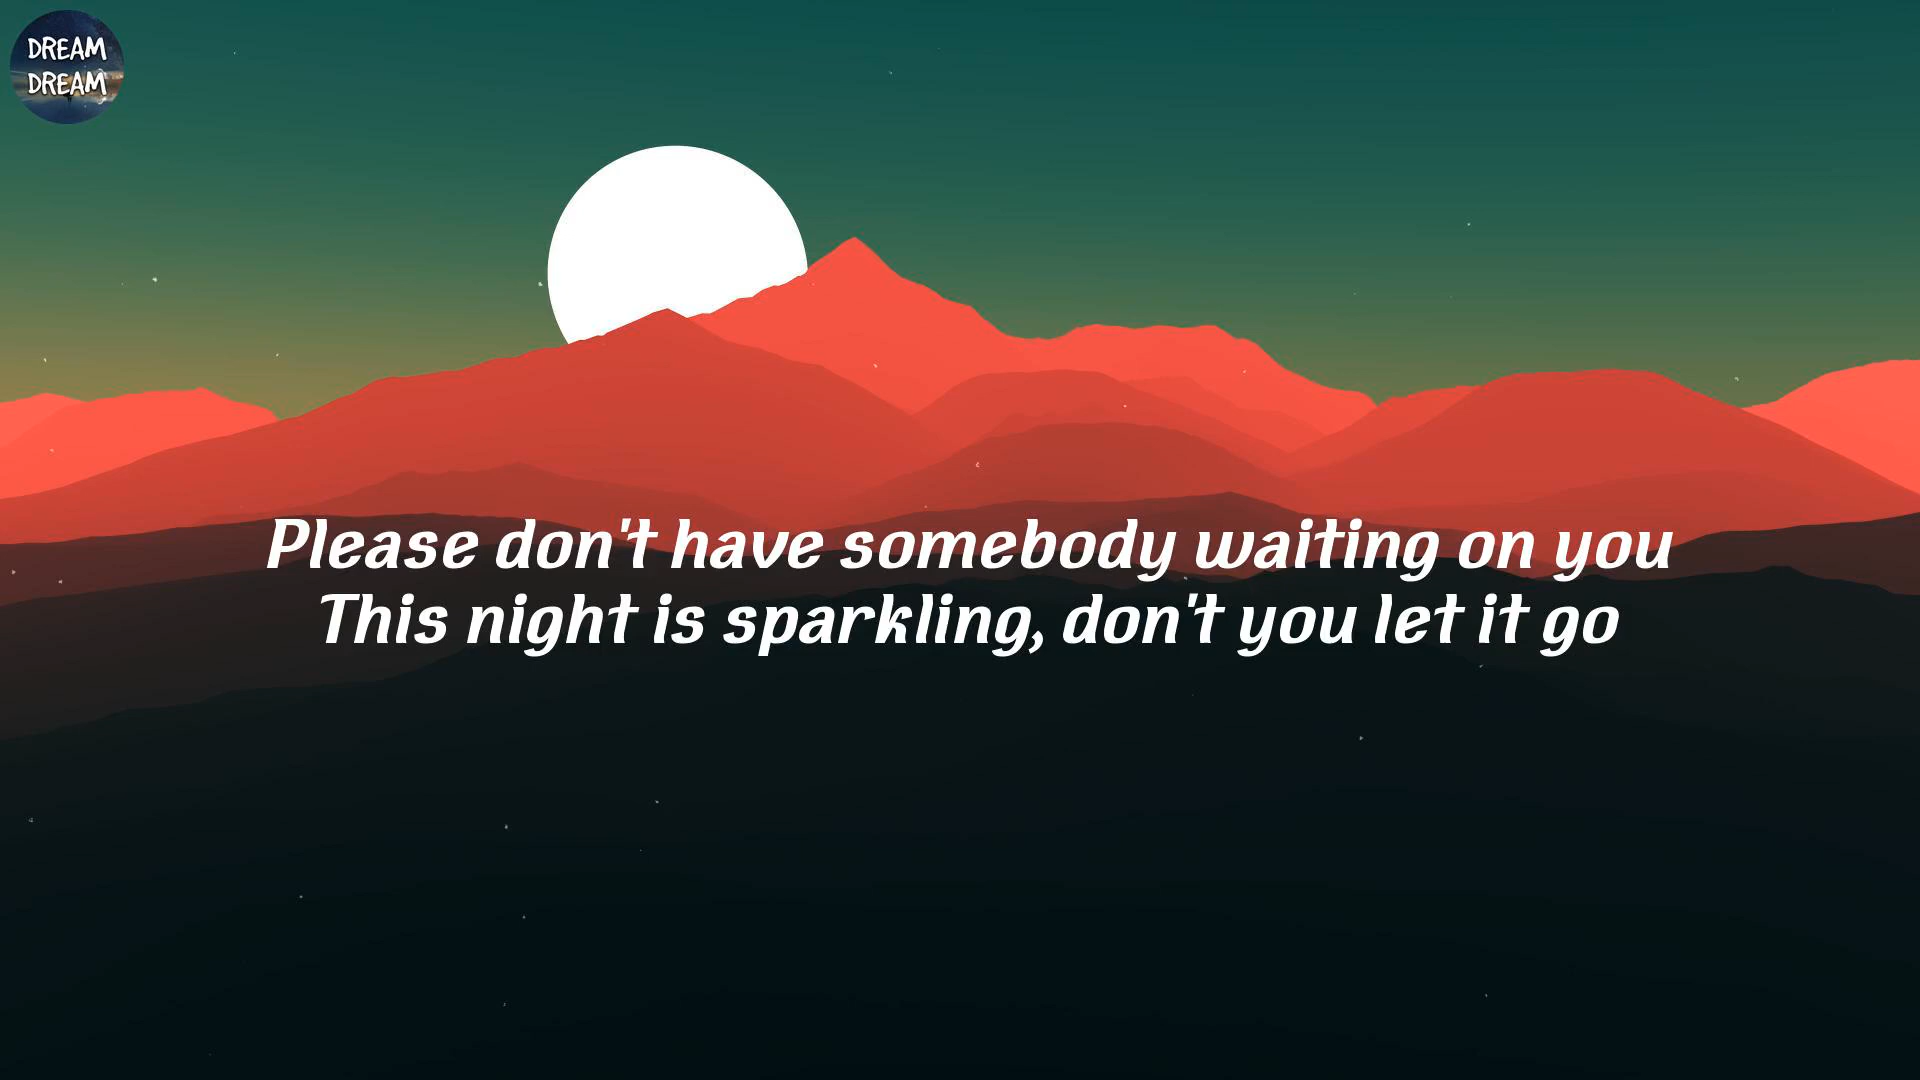 DREAM
DREAM
Please don't have somebody waiting on you
This night is sparkling, don't you let it go